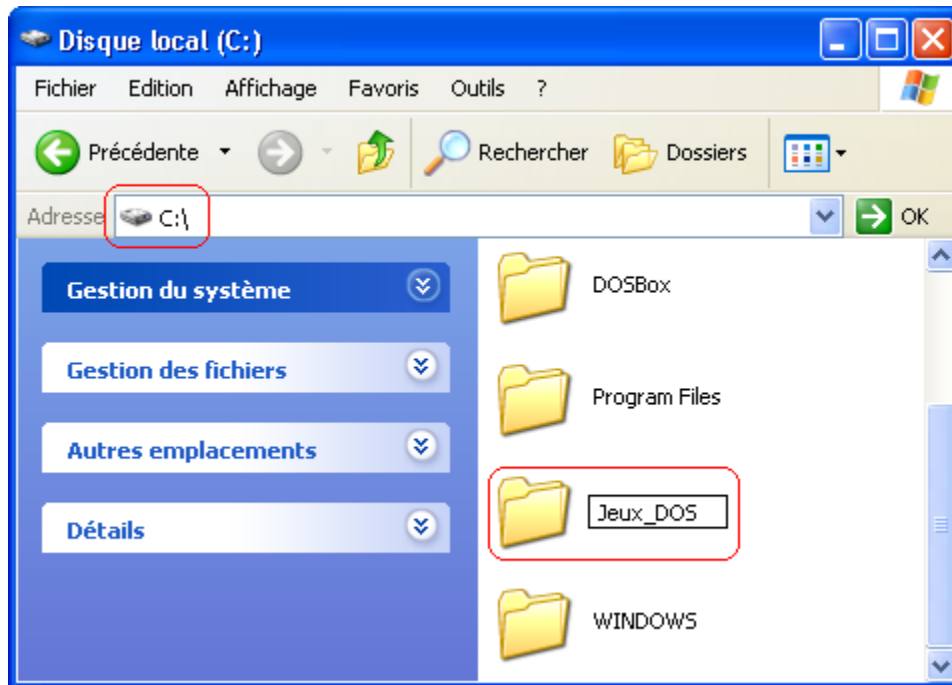 Disque local (C:)
Fichier Edition Affichage Favoris Outils ?
Précédente Rechercher Dossiers
Adresse C:\ OK
Gestion du système
Gestion des fichiers
Autres emplacements
Détails
DOSBox
Program Files
Jeux_DOS
WINDOWS